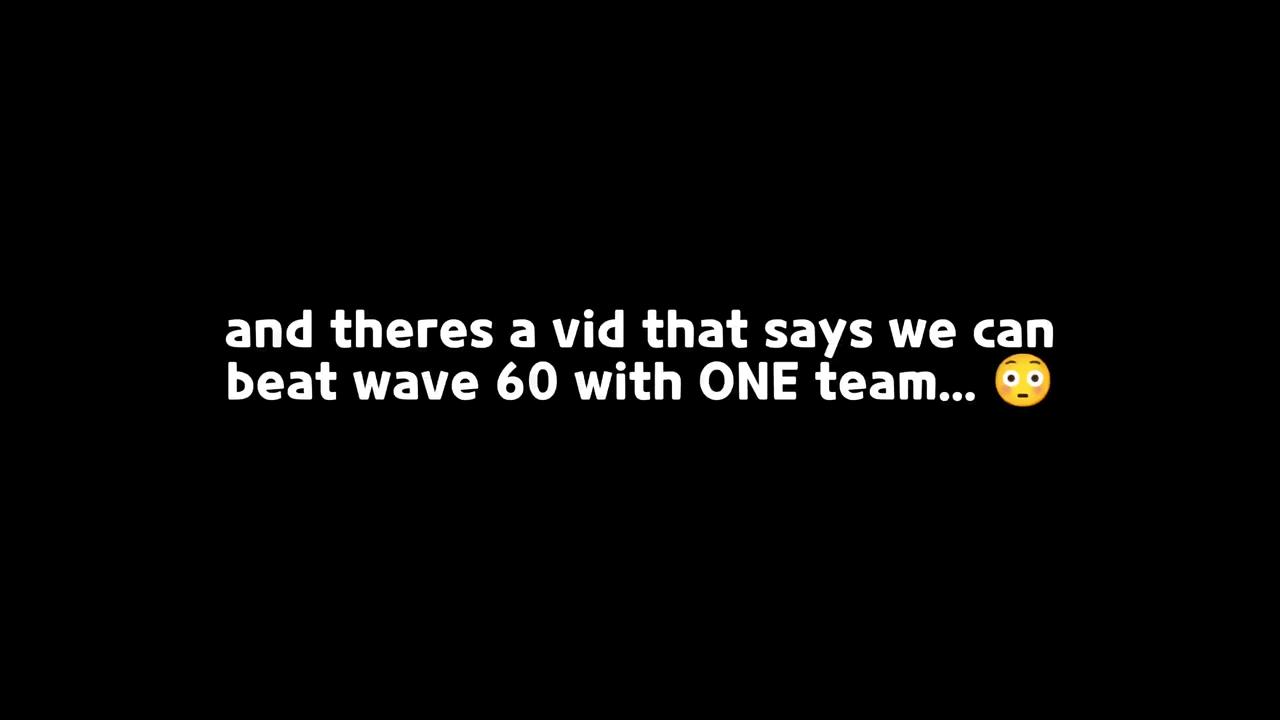 and theres a vid that says we can
beat wave 60 with ONE team... 😳